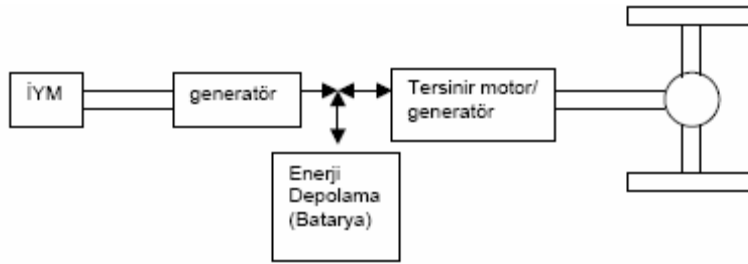 İYM
generatör
Tersinir motor/
generatör
Enerji
Depolama
(Batarya)